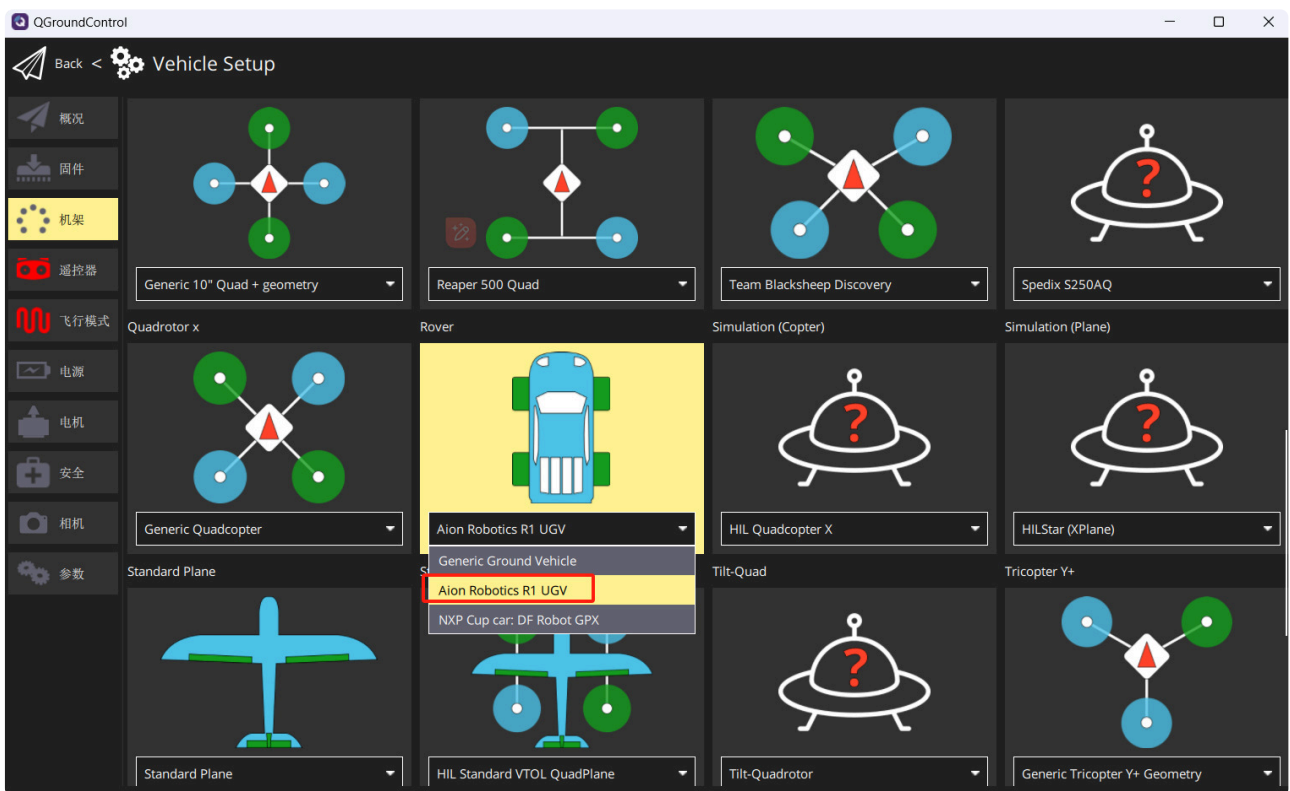 QGroundControl
Back < Vehicle Setup
概况
固件
机架
遥控器
飞行模式
电源
电机
安全
相机
参数
Generic 10" Quad + geometry
Reaper 500 Quad
Team Blacksheep Discovery
Spedix S250AQ
Quadrotor x
Rover
Simulation (Copter)
Simulation (Plane)
Generic Quadcopter
Aion Robotics R1 UGV
HIL Quadcopter X
HILStar (XPlane)
Generic Ground Vehicle
Aion Robotics R1 UGV
NXP Cup car: DF Robot GPX
Standard Plane
Tilt-Quad
Tricopter Y+
Standard Plane
HIL Standard VTOL QuadPlane
Tilt-Quadrotor
Generic Tricopter Y+ Geometry